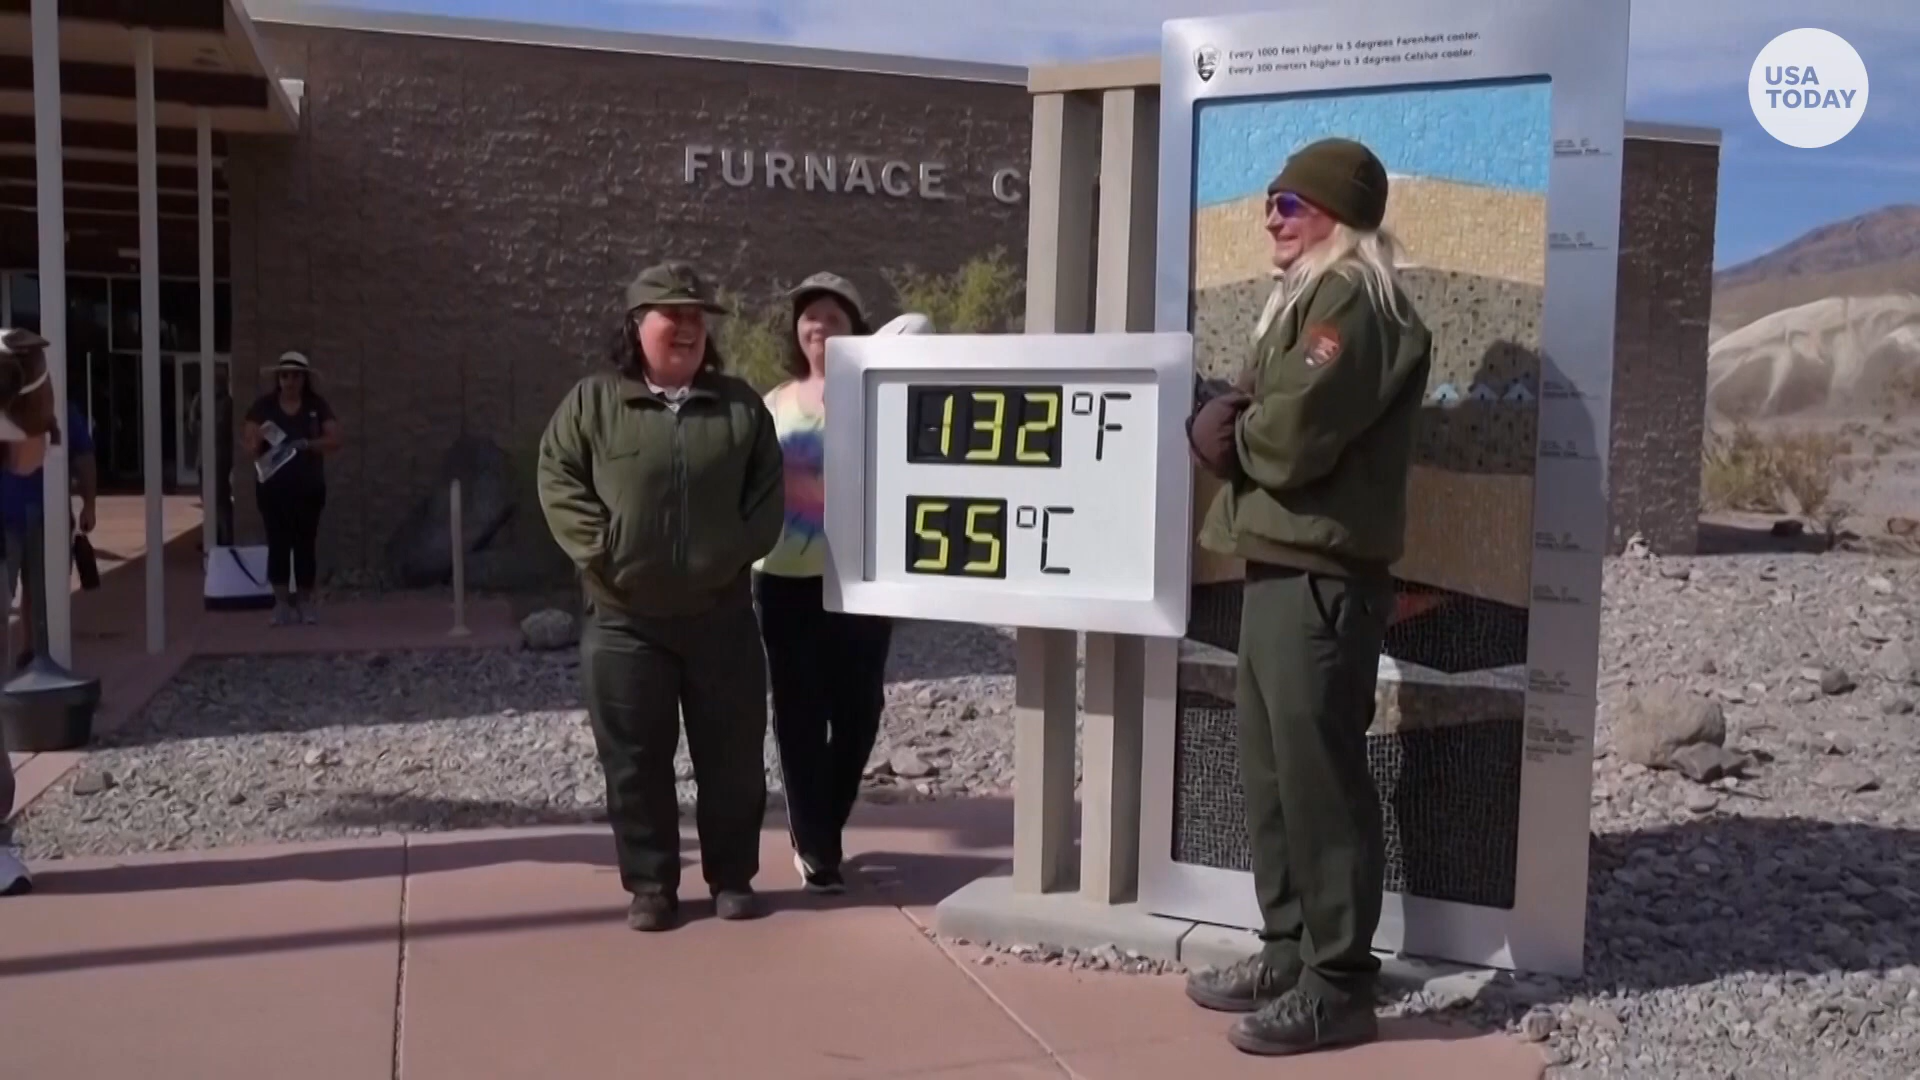 Every 1000 feet higher is 5 degrees Farenheit cooler.
Every 300 meters higher is 3 degrees Celsius cooler.
USA
TODAY
FURNACE C
132°F
55°C